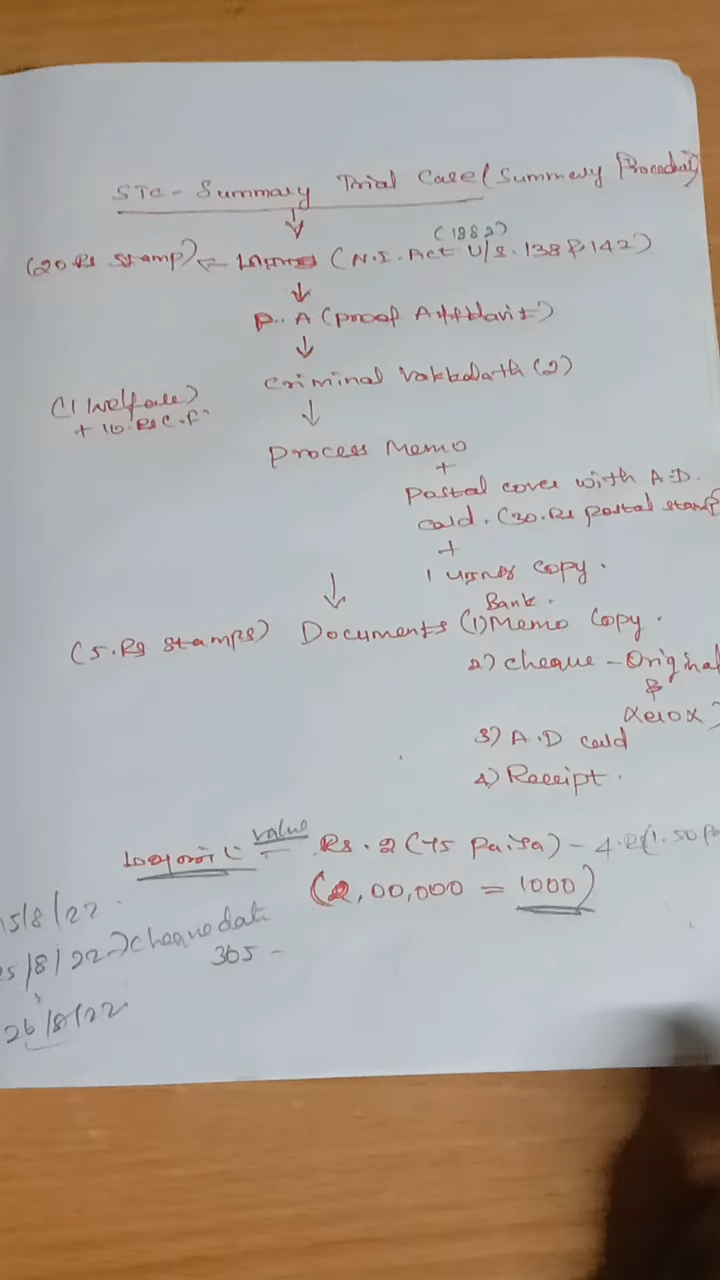 STC - Summary Trial Case (Summary Procedure)
(1882)
(20 Rs Stamp) = (N.I. Act U/S. 138 & 142)
P. A (proof Affidavit)
Criminal Vakkalath (2)
(1 Welfare)
+ 10. Rs C.F.
Process Memo
+
Postal cover with A.D.
Card. (30. Rs postal stamp
+
1 copy.
Bank.
(5. Rs Stamps) Documents (1) Memo Copy.
2) Cheque - Original
&
Xerox)
3) A.D Card
4) Receipt.
value
Rs. 2 (75 Paisa) - 4.
(2,00,000 = 1000)
15/8/22
25/8/22 → Cheque date
365 -
26/8/22